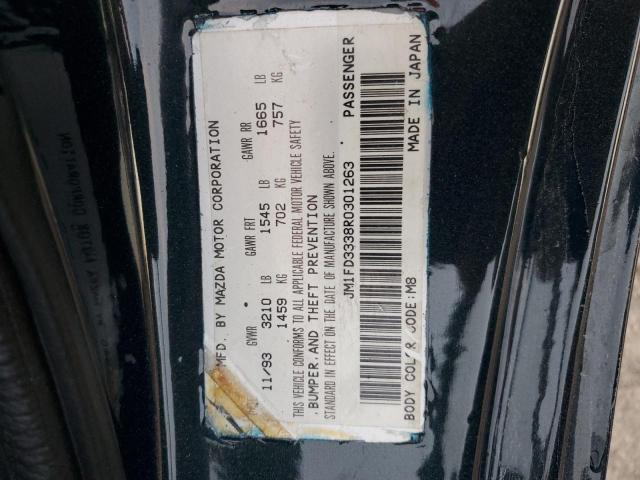 MFD. BY MAZDA MOTOR CORPORATION
GVWR GAWR FRT GAWR RR
11/93 3210 LB 1545 LB 1665 LB
1459 KG 702 KG 757 KG
THIS VEHICLE CONFORMS TO ALL APPLICABLE FEDERAL MOTOR VEHICLE SAFETY
, BUMPER, AND THEFT PREVENTION
STANDARD IN EFFECT ON THE DATE OF MANUFACTURE SHOWN ABOVE.
JM1FD3338R0301263 PASSENGER
BODY COLOR CODE:M8 MADE IN JAPAN